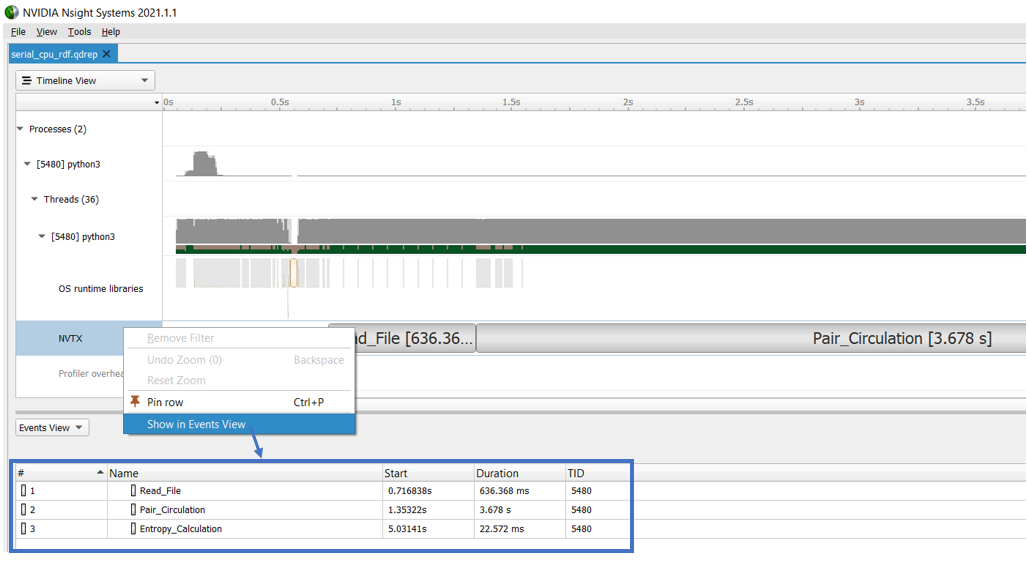 NVIDIA Nsight Systems 2021.1.1
File View Tools Help
serial_cpu_rdf.qdrep
Timeline View
0s 0.5s 1s 1.5s 2s 2.5s 3s 3.5s
Processes (2)
[5480] python3
Threads (36)
[5480] python3
OS runtime libraries
NVTX
ad_File [636.36... Pair_Circulation [3.678 s]
Profiler overhea
Remove Filter
Undo Zoom (0) Backspace
Reset Zoom
Pin row Ctrl+P
Show in Events View
Events View
# Name Start Duration TID
1 Read_File 0.716838s 636.368 ms 5480
2 Pair_Circulation 1.35322s 3.678 s 5480
3 Entropy_Calculation 5.03141s 22.572 ms 5480